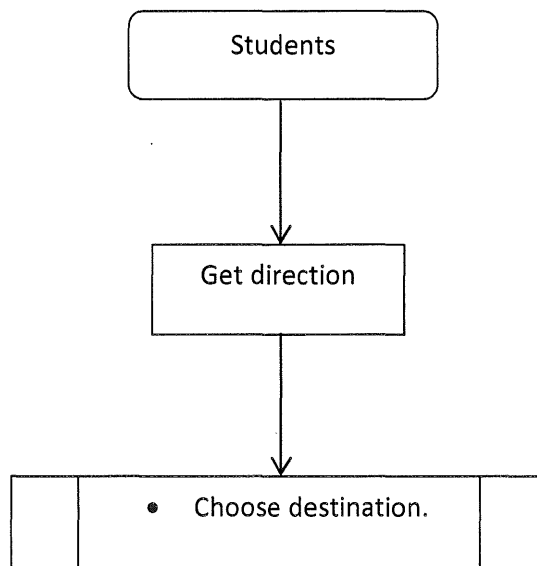 Students
Get direction
• Choose destination.